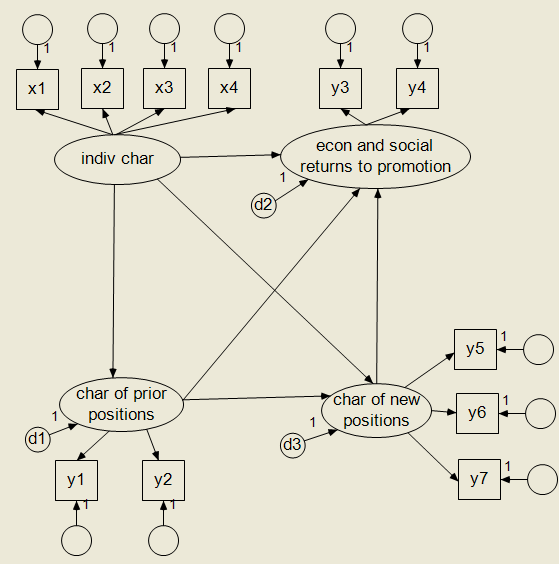 1 1 1 1 1 1
x1 x2 x3 x4 y3 y4
indiv char
econ and social
returns to promotion
1
d2
1
y5
char of prior
positions
char of new
positions
1
y6
1
d1
1
d3
1
y7
y1 y2
1 1